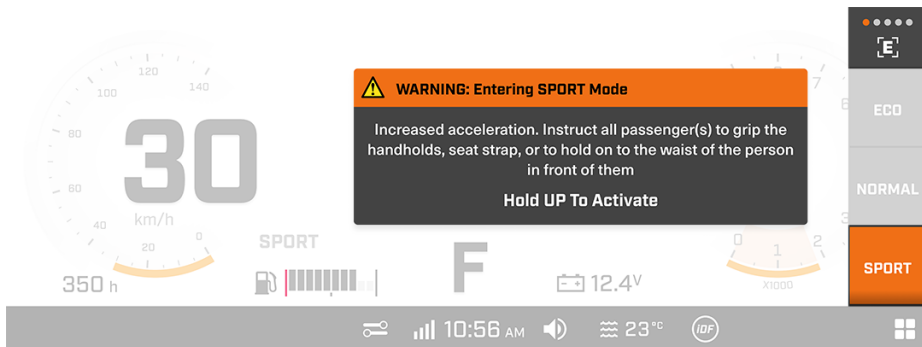 WARNING: Entering SPORT Mode
Increased acceleration. Instruct all passenger(s) to grip the
handholds, seat strap, or to hold on to the waist of the person
in front of them
Hold UP To Activate
[E]
ECO
NORMAL
SPORT
0
20
40
60
80
100
120
140
30
km/h
350 h
SPORT
F
12.4V
0
1
2
3
7
8
X1000
10:56 AM
23°C
iDF